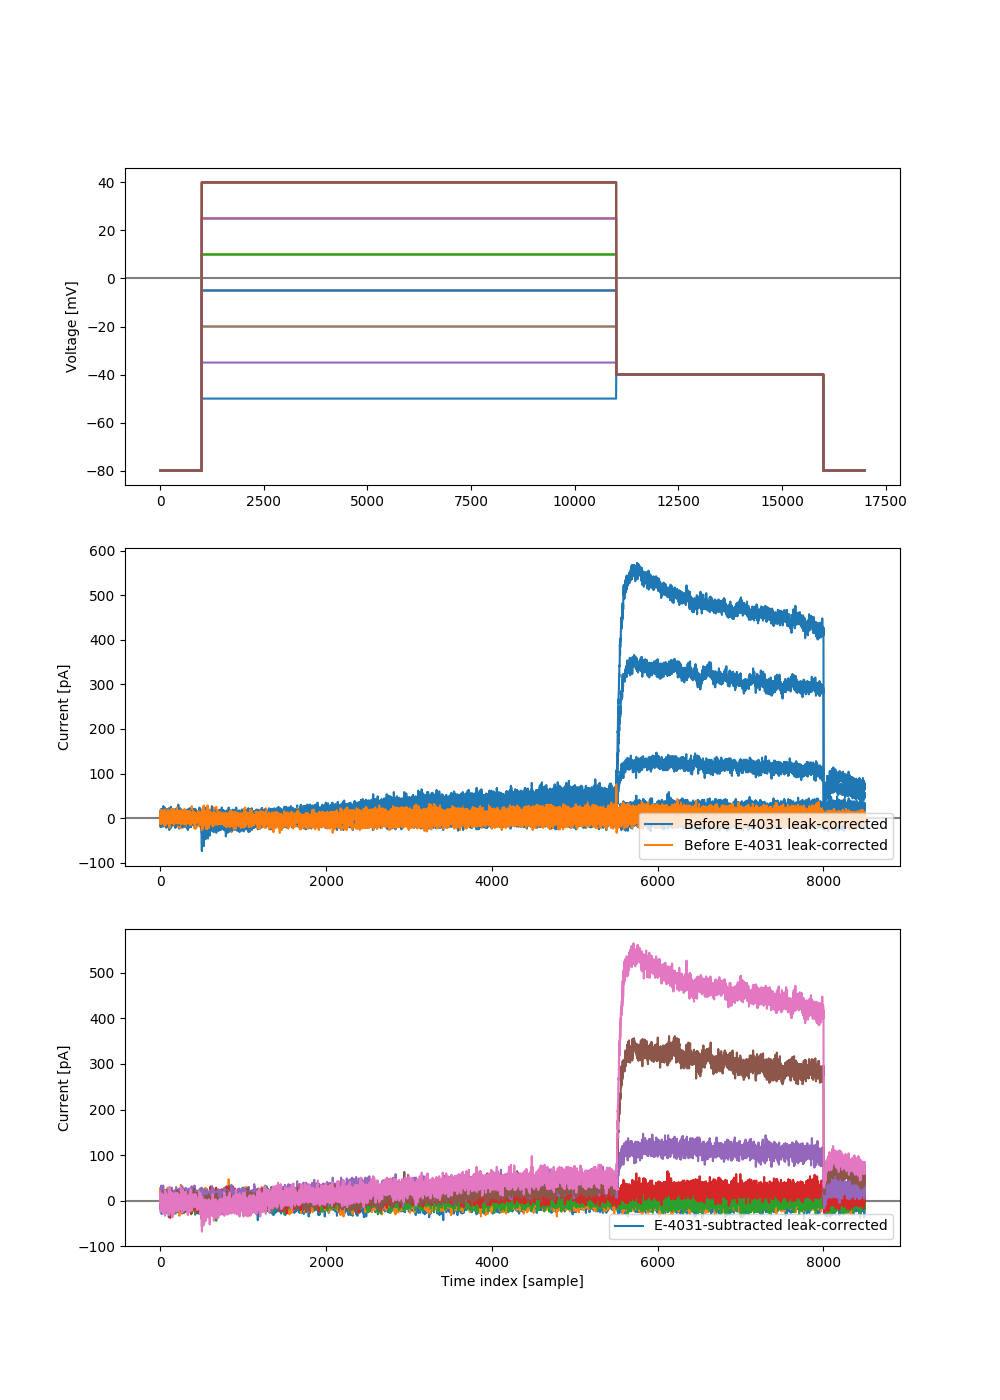 40
20
0
−20
−40
−60
−80
Voltage [mV]
0 2500 5000 7500 10000 12500 15000 17500
600
500
400
300
200
100
0
−100
Current [pA]
Before E-4031 leak-corrected
Before E-4031 leak-corrected
0 2000 4000 6000 8000
500
400
300
200
100
0
−100
Current [pA]
E-4031-subtracted leak-corrected
0 2000 4000 6000 8000
Time index [sample]